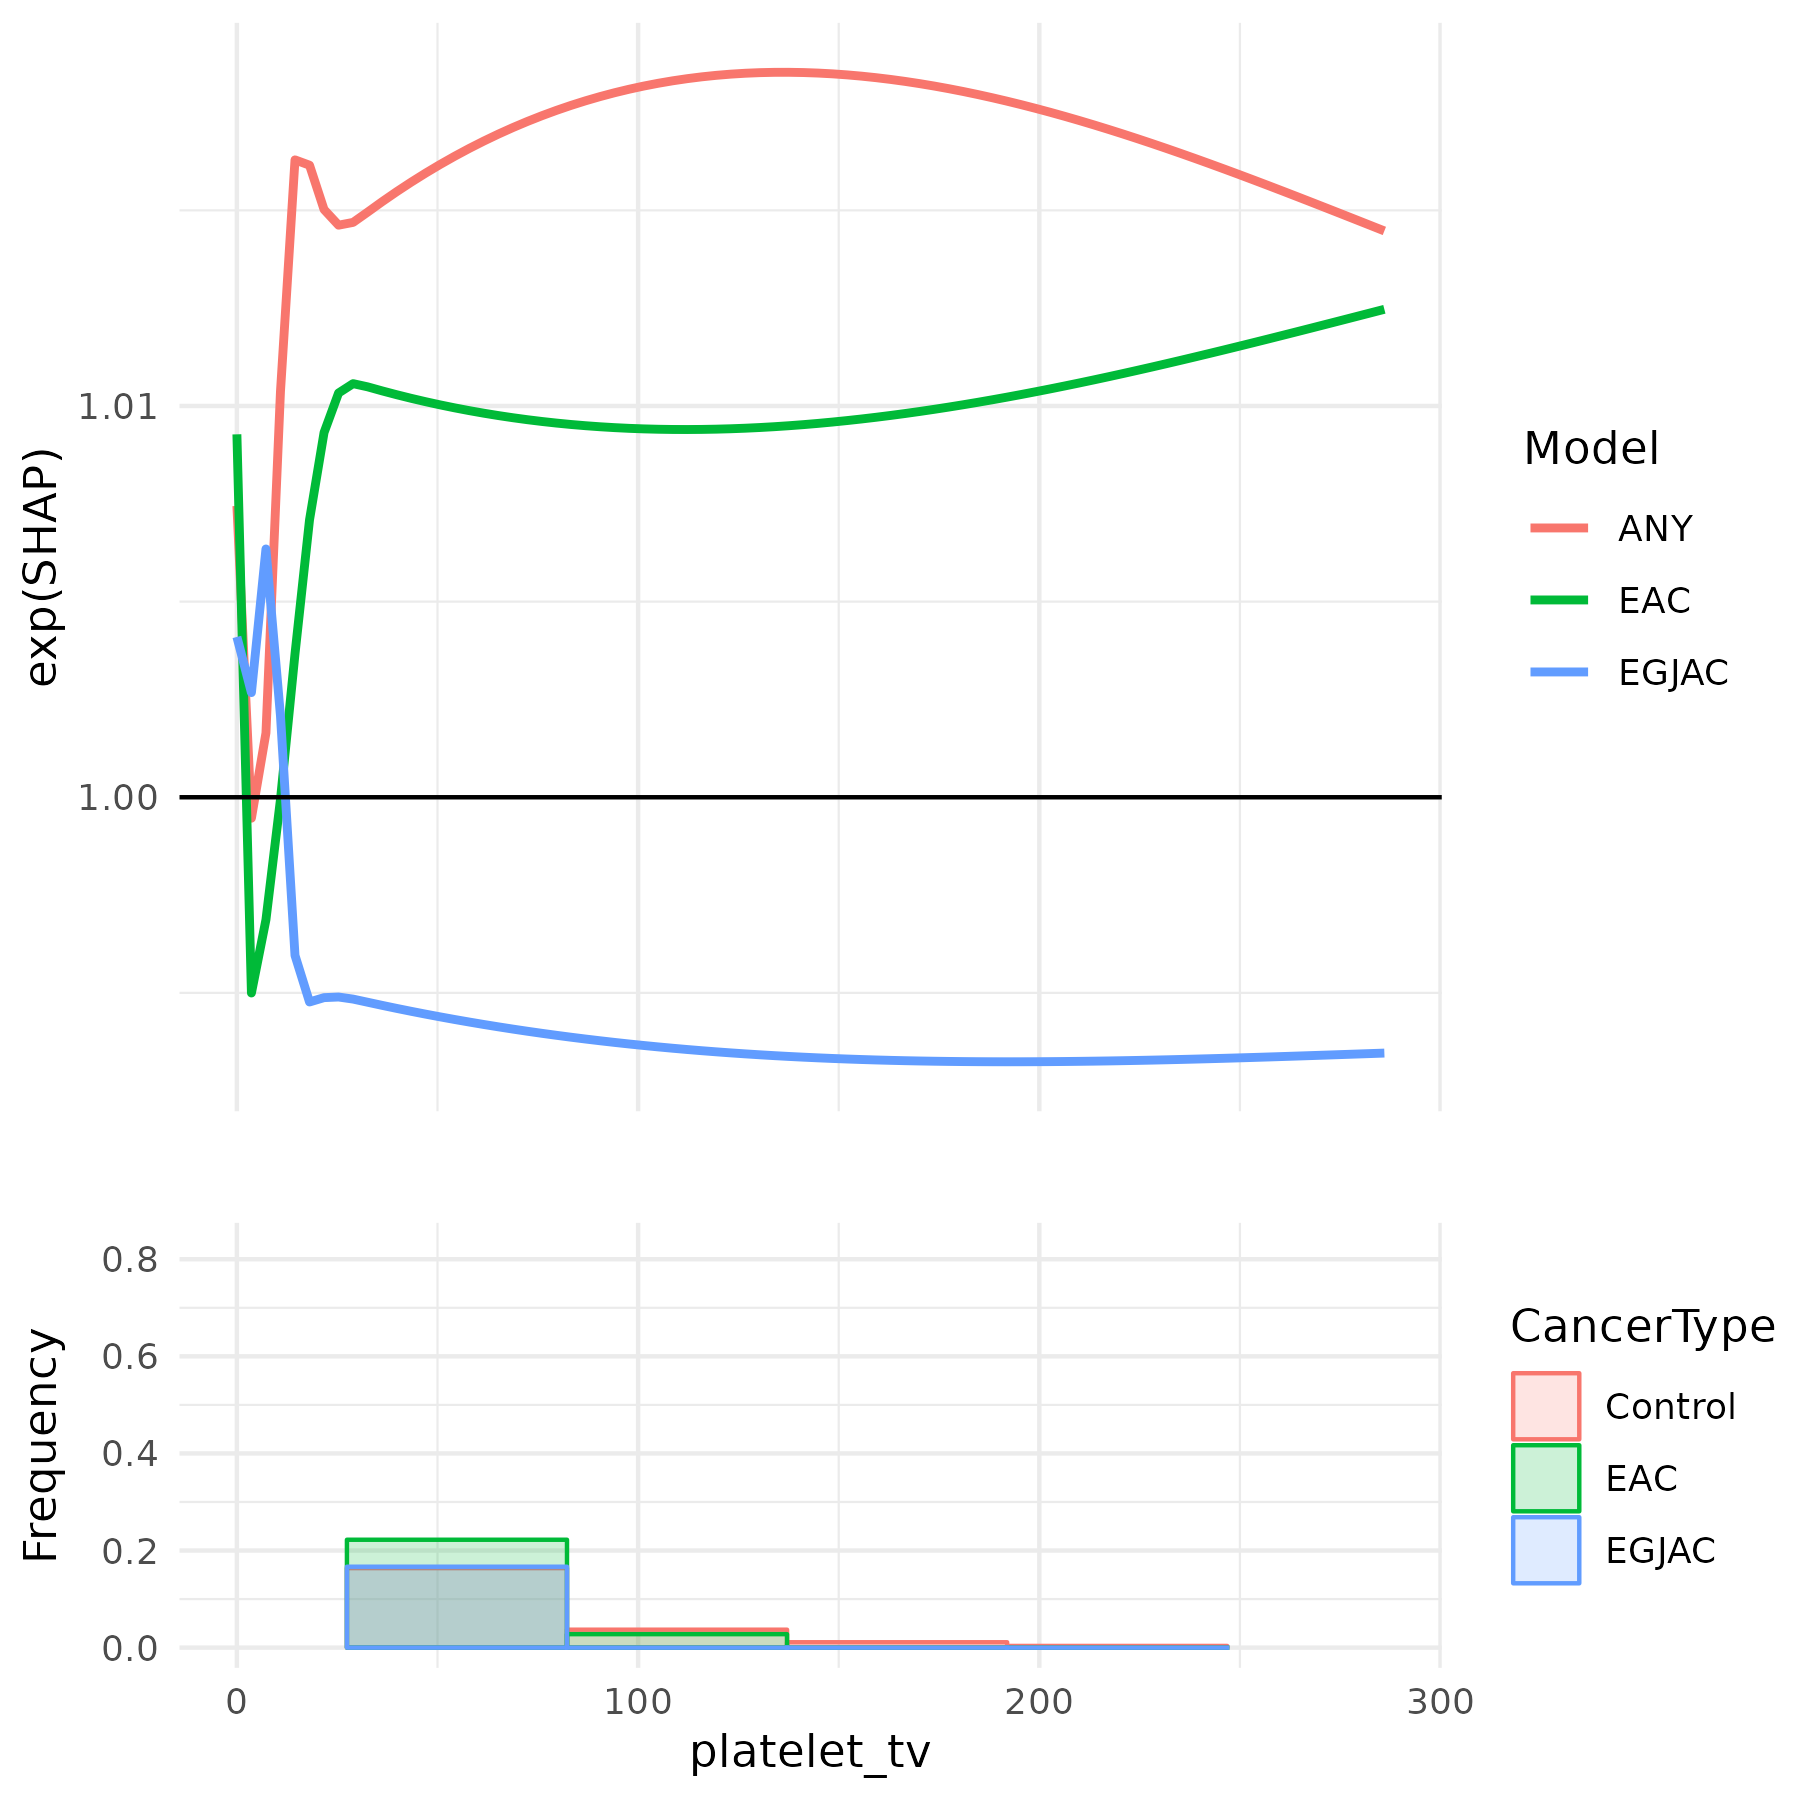 exp(SHAP)
1.01
1.00
Model
ANY
EAC
EGJAC
Frequency
0.8
0.6
0.4
0.2
0.0
0
100
200
300
platelet_tv
CancerType
Control
EAC
EGJAC